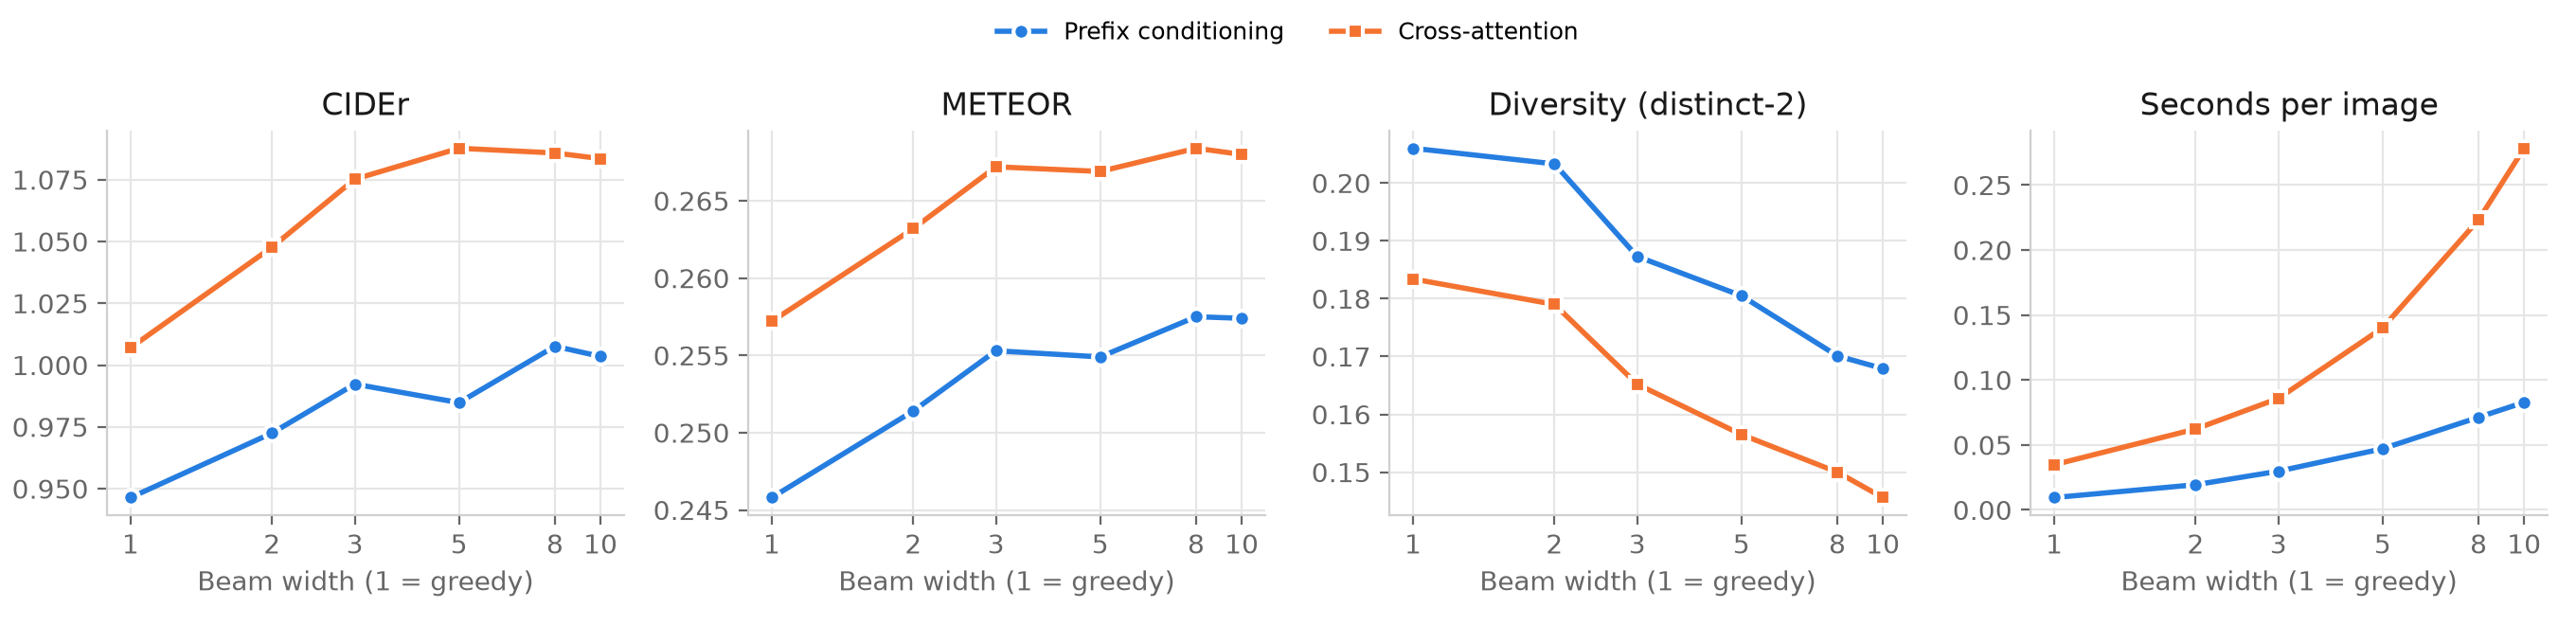 Prefix conditioning
Cross-attention
CIDEr
1.075
1.050
1.025
1.000
0.975
0.950
1 2 3 5 8 10
Beam width (1 = greedy)
METEOR
0.265
0.260
0.255
0.250
0.245
1 2 3 5 8 10
Beam width (1 = greedy)
Diversity (distinct-2)
0.20
0.19
0.18
0.17
0.16
0.15
1 2 3 5 8 10
Beam width (1 = greedy)
Seconds per image
0.25
0.20
0.15
0.10
0.05
0.00
1 2 3 5 8 10
Beam width (1 = greedy)